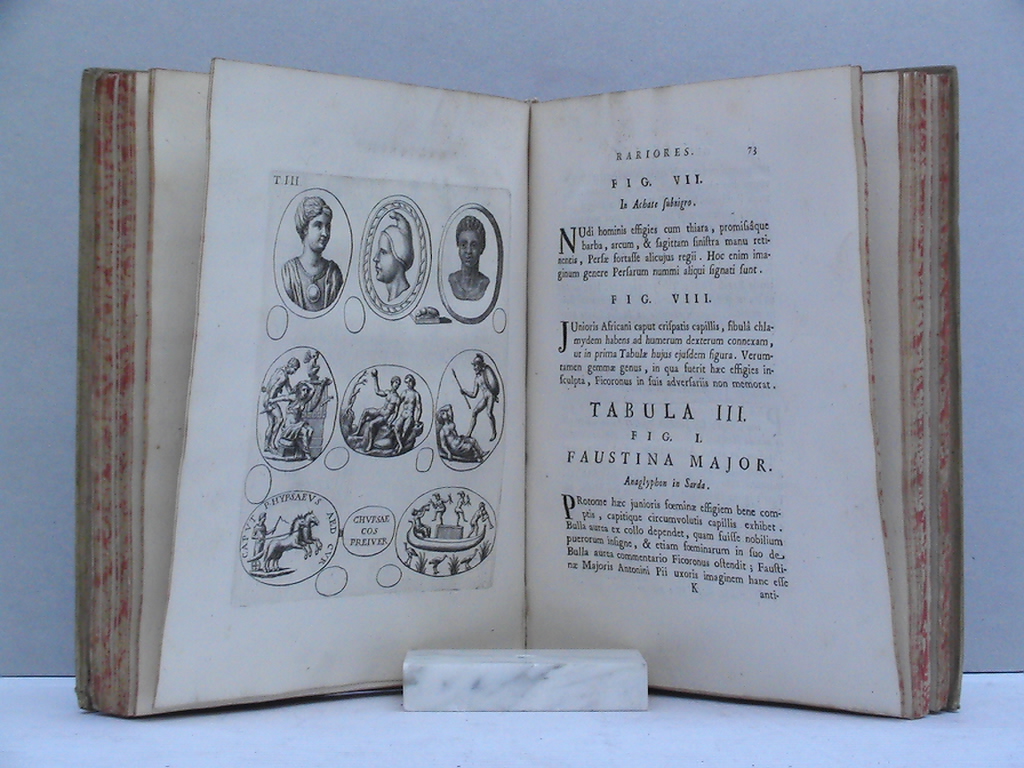 T.III
CAPTVS HYPSAEVS AED CVR
CHVPSAE
COS
PREIVER
RARIORES. 73
FIG. VII.
In Achate subnigro.
NUdi hominis effigies cum thiara, promissâque
barba, arcum, & sagittam sinistra manu reti-
nentis, Persæ fortasse alicujus regii. Hoc enim ima-
ginum genere Persarum nummi aliqui signati sunt.
FIG. VIII.
JUnioris Africani caput crispatis capillis, fibulâ chla-
mydem habens ad humerum dexterum connexam,
ut in prima Tabulæ hujus ejusdem figura. Verum-
tamen gemmæ genus, in qua fuerit hæc effigies in-
sculpta, Ficoronus in suis adversariis non memorat.
TABULA III.
FIG. I.
FAUSTINA MAJOR.
Anaglyphon in Sarda.
PRotome hæc junioris fœminæ effigiem bene com-
ptis, capitique circumvolutis capillis exhibet.
Bulla aurea ex collo dependet, quam fuisse nobilium
puerorum insigne, & etiam fœminarum in suo de
Bulla aurea commentario Ficoronus ostendit; Fausti-
næ Majoris Antonini Pii uxoris imaginem hanc esse
K anti-